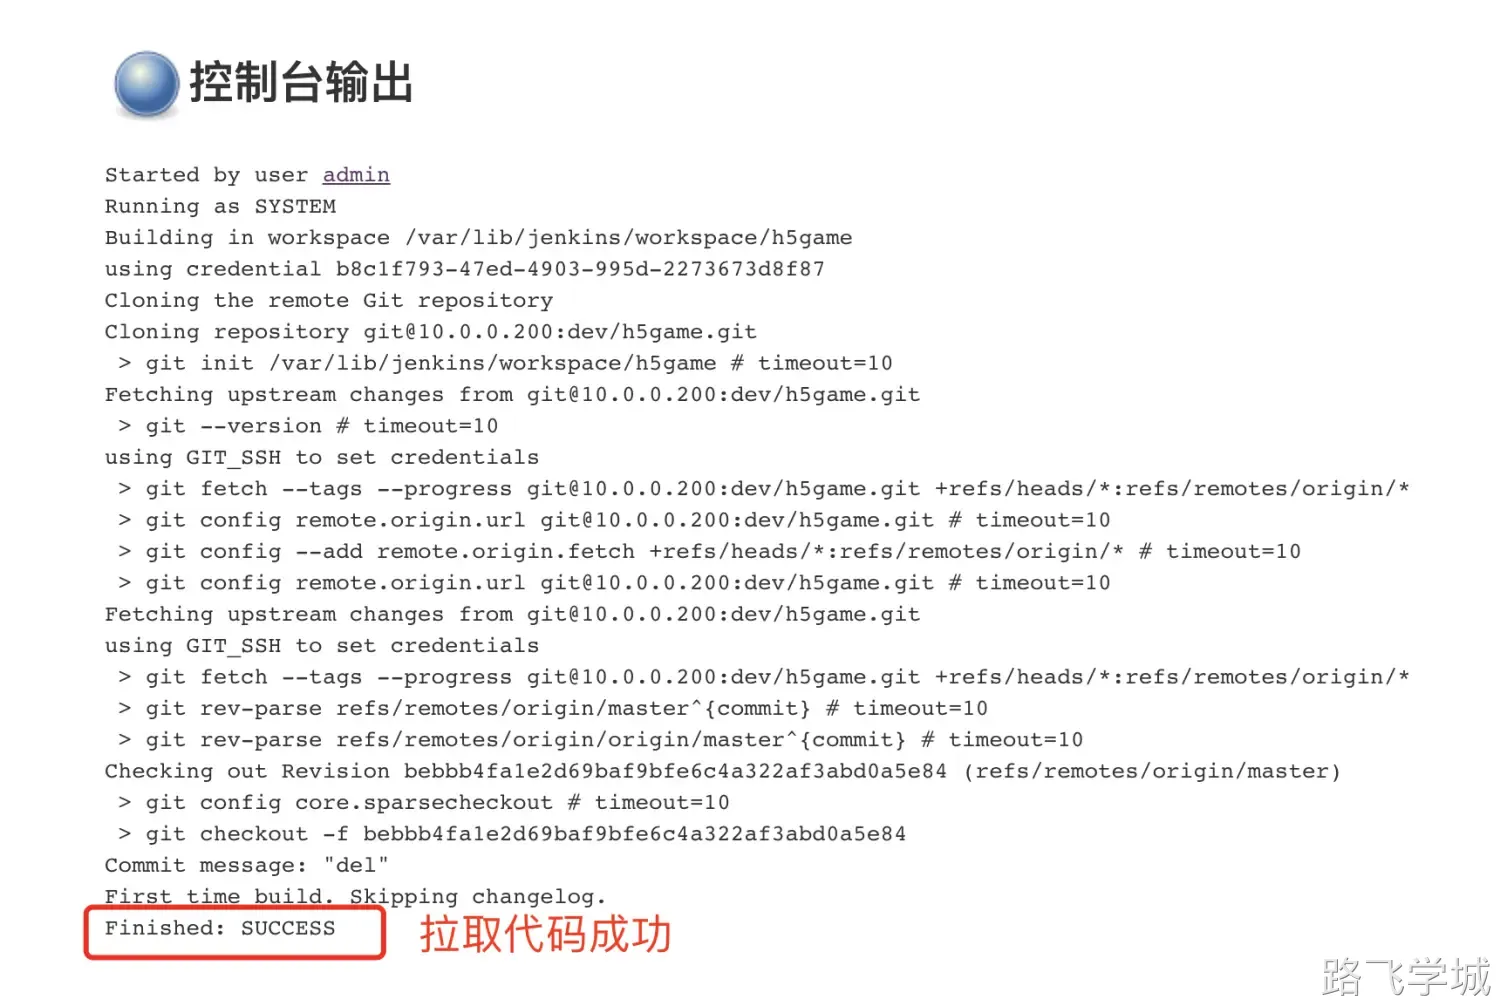 控制台输出
Started by user admin
Running as SYSTEM
Building in workspace /var/lib/jenkins/workspace/h5game
using credential b8c1f793-47ed-4903-995d-2273673d8f87
Cloning the remote Git repository
Cloning repository git@10.0.0.200:dev/h5game.git
 > git init /var/lib/jenkins/workspace/h5game # timeout=10
Fetching upstream changes from git@10.0.0.200:dev/h5game.git
 > git --version # timeout=10
using GIT_SSH to set credentials
 > git fetch --tags --progress git@10.0.0.200:dev/h5game.git +refs/heads/*:refs/remotes/origin/*
 > git config remote.origin.url git@10.0.0.200:dev/h5game.git # timeout=10
 > git config --add remote.origin.fetch +refs/heads/*:refs/remotes/origin/* # timeout=10
 > git config remote.origin.url git@10.0.0.200:dev/h5game.git # timeout=10
Fetching upstream changes from git@10.0.0.200:dev/h5game.git
using GIT_SSH to set credentials
 > git fetch --tags --progress git@10.0.0.200:dev/h5game.git +refs/heads/*:refs/remotes/origin/*
 > git rev-parse refs/remotes/origin/master^{commit} # timeout=10
 > git rev-parse refs/remotes/origin/origin/master^{commit} # timeout=10
Checking out Revision bebbb4fa1e2d69baf9bfe6c4a322af3abd0a5e84 (refs/remotes/origin/master)
 > git config core.sparsecheckout # timeout=10
 > git checkout -f bebbb4fa1e2d69baf9bfe6c4a322af3abd0a5e84
Commit message: "del"
First time build. Skipping changelog.
Finished: SUCCESS 拉取代码成功
路飞学城